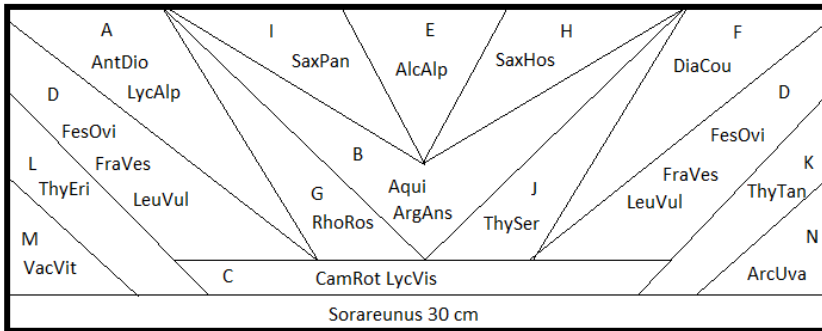 A I E H F
AntDio SaxPan AlcAlp SaxHos DiaCou
LycAlp
D D
FesOvi FesOvi
B
L FraVes FraVes K
ThyEri Aqui ThyTan
LeuVul G ArgAns J LeuVul
RhoRos ThySer
M N
VacVit ArcUva
C CamRot LycVis
Sorareunus 30 cm